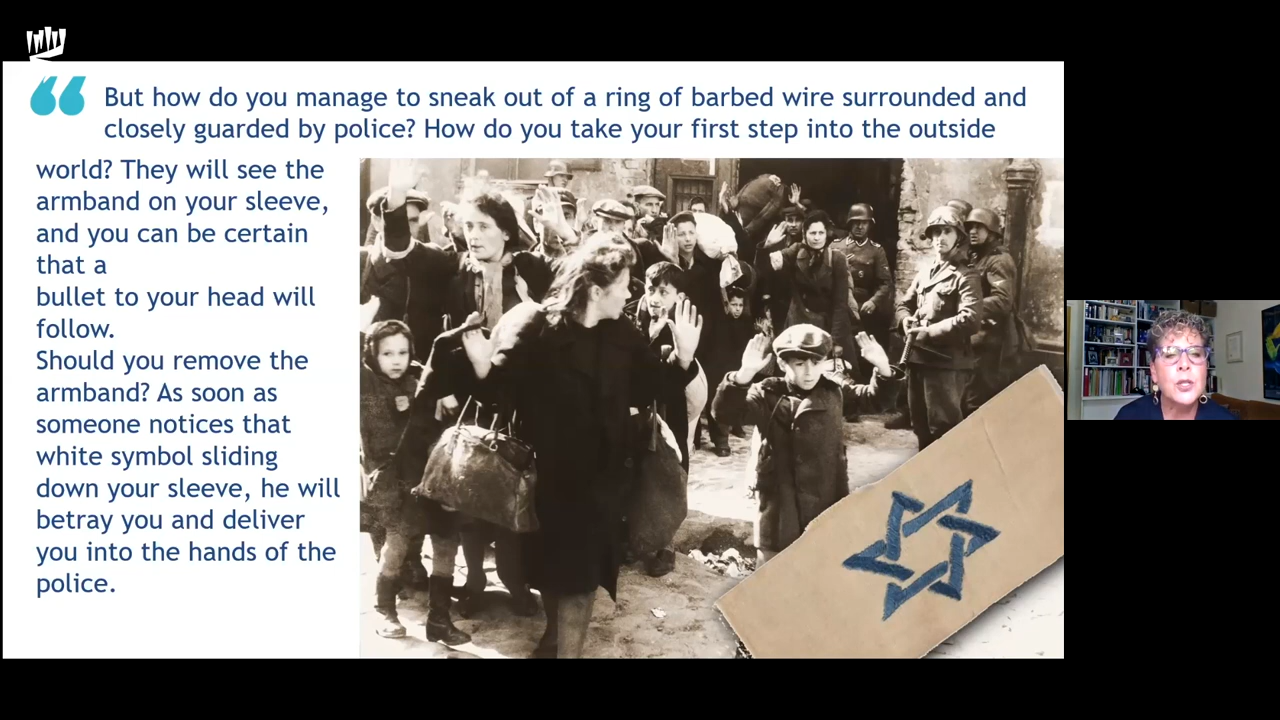 But how do you manage to sneak out of a ring of barbed wire surrounded and
closely guarded by police? How do you take your first step into the outside
world? They will see the
armband on your sleeve,
and you can be certain
that a
bullet to your head will
follow.
Should you remove the
armband? As soon as
someone notices that
white symbol sliding
down your sleeve, he will
betray you and deliver
you into the hands of the
police.